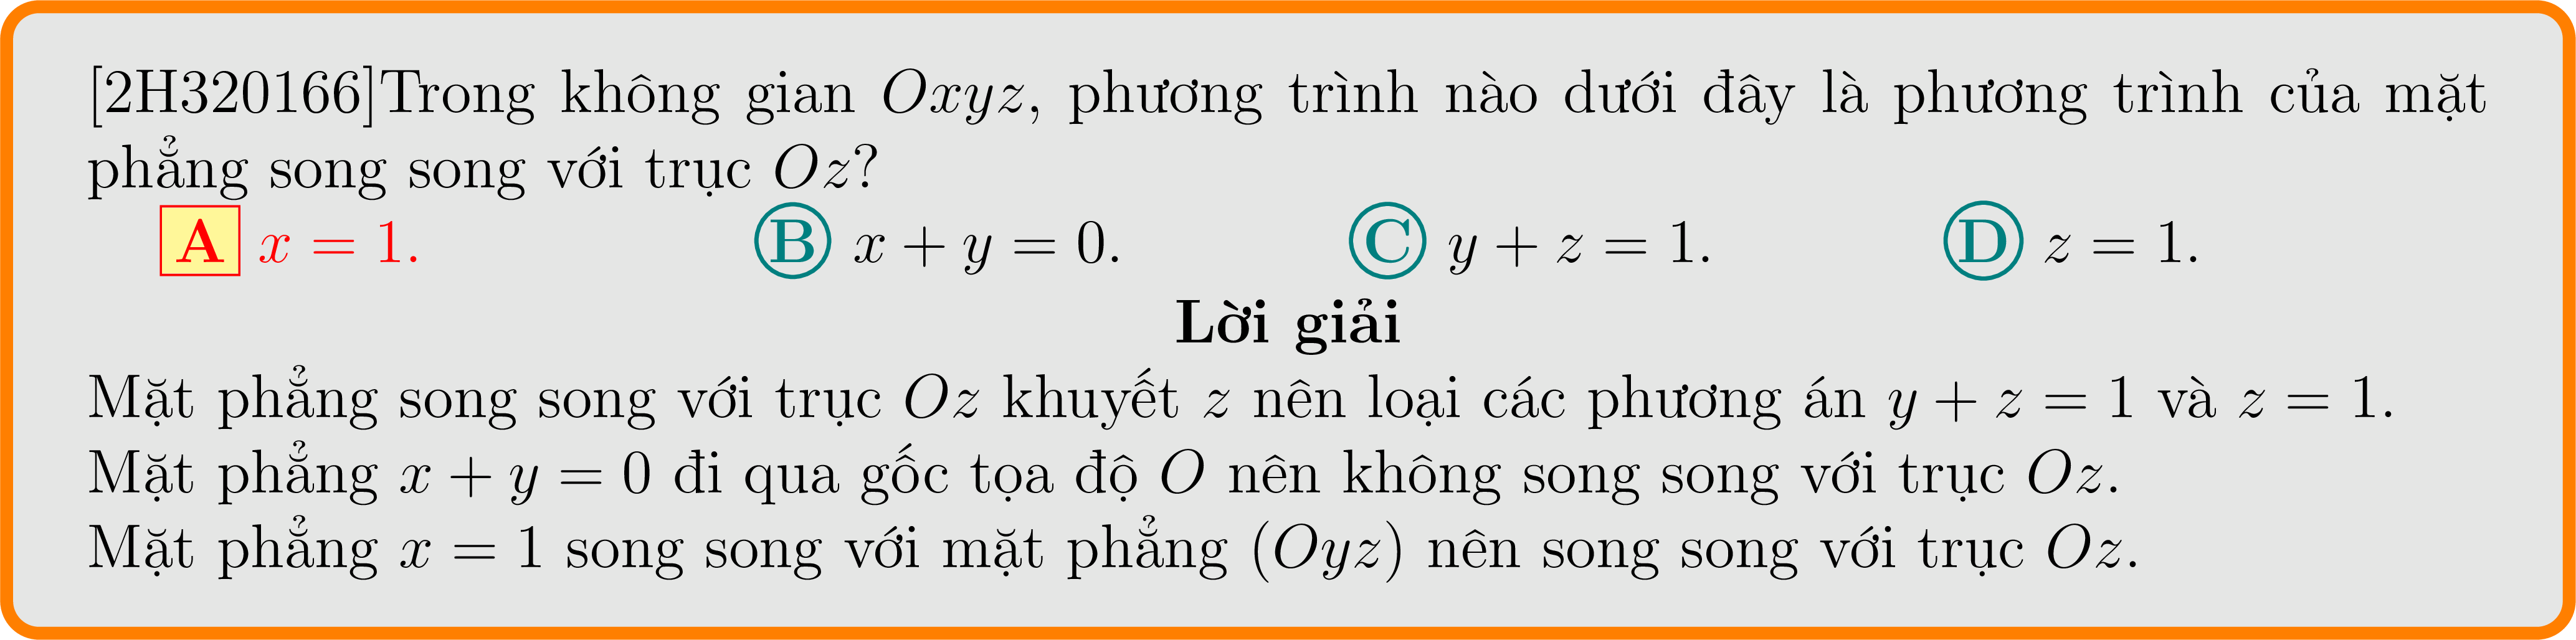 [2H320166]Trong không gian Oxyz, phương trình nào dưới đây là phương trình của mặt
phẳng song song với trục Oz?
A x = 1. B x + y = 0. C y + z = 1. D z = 1.
Lời giải
Mặt phẳng song song với trục Oz khuyết z nên loại các phương án y + z = 1 và z = 1.
Mặt phẳng x + y = 0 đi qua gốc tọa độ O nên không song song với trục Oz.
Mặt phẳng x = 1 song song với mặt phẳng (Oyz) nên song song với trục Oz.